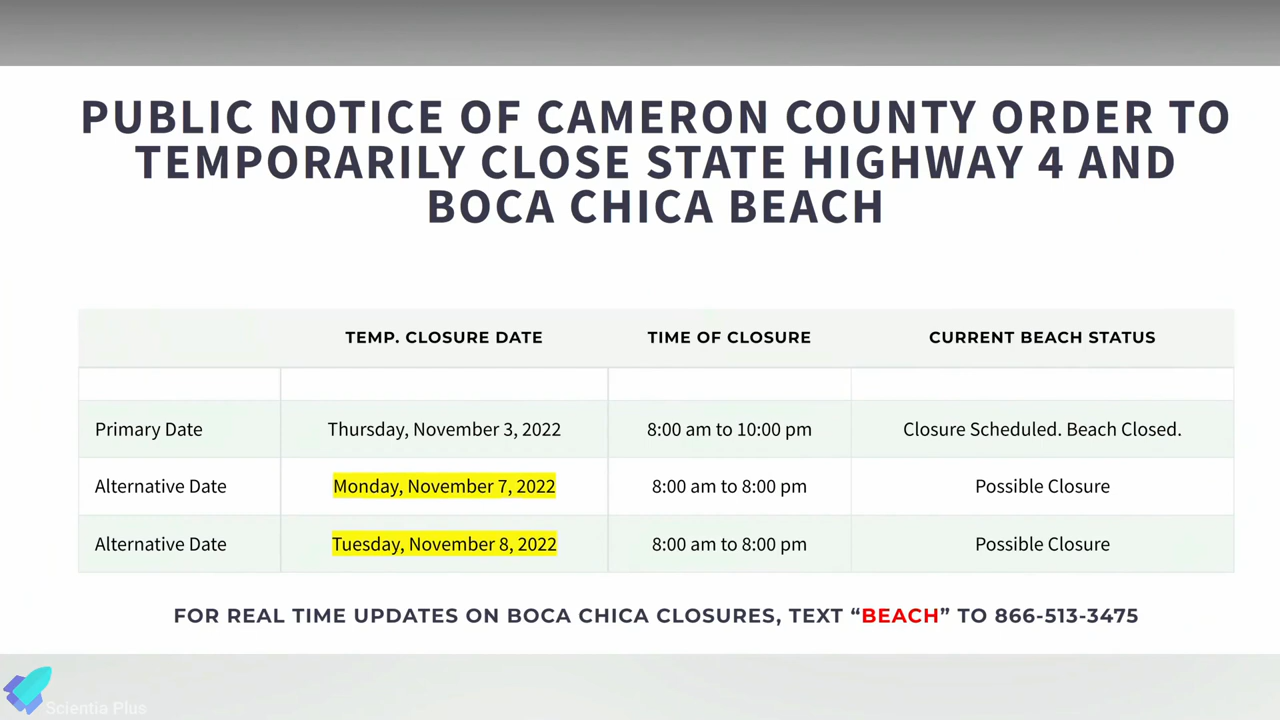 PUBLIC NOTICE OF CAMERON COUNTY ORDER TO
TEMPORARILY CLOSE STATE HIGHWAY 4 AND
BOCA CHICA BEACH
TEMP. CLOSURE DATE TIME OF CLOSURE CURRENT BEACH STATUS
Primary Date Thursday, November 3, 2022 8:00 am to 10:00 pm Closure Scheduled. Beach Closed.
Alternative Date Monday, November 7, 2022 8:00 am to 8:00 pm Possible Closure
Alternative Date Tuesday, November 8, 2022 8:00 am to 8:00 pm Possible Closure
FOR REAL TIME UPDATES ON BOCA CHICA CLOSURES, TEXT “BEACH” TO 866-513-3475
Scientia Plus